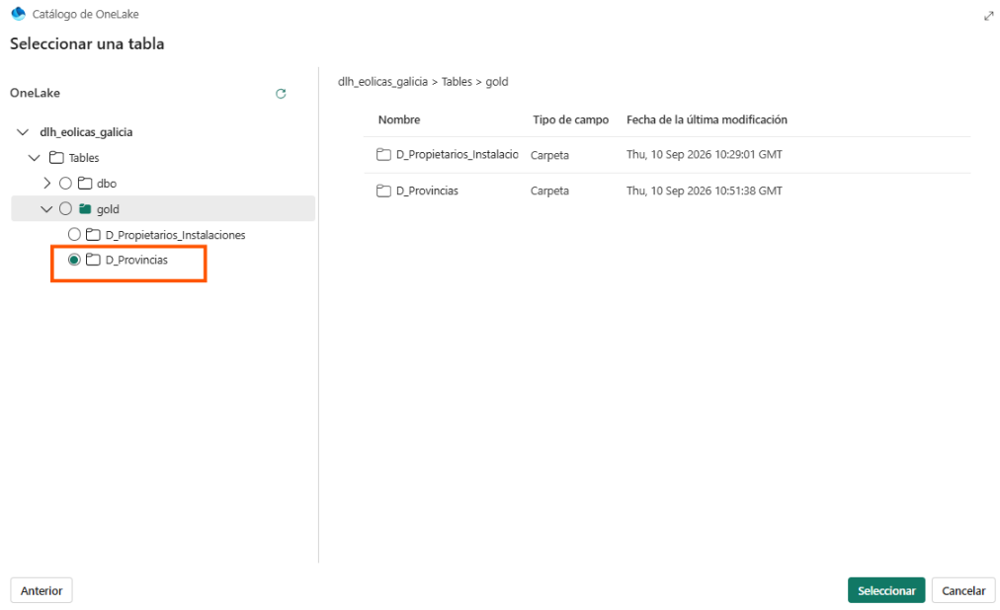 Catálogo de OneLake
Seleccionar una tabla
OneLake
dlh_eolicas_galicia
Tables
dbo
gold
D_Propietarios_Instalaciones
D_Provincias
dlh_eolicas_galicia > Tables > gold
Nombre Tipo de campo Fecha de la última modificación
D_Propietarios_Instalacio Carpeta Thu, 10 Sep 2026 10:29:01 GMT
D_Provincias Carpeta Thu, 10 Sep 2026 10:51:38 GMT
Anterior Seleccionar Cancelar